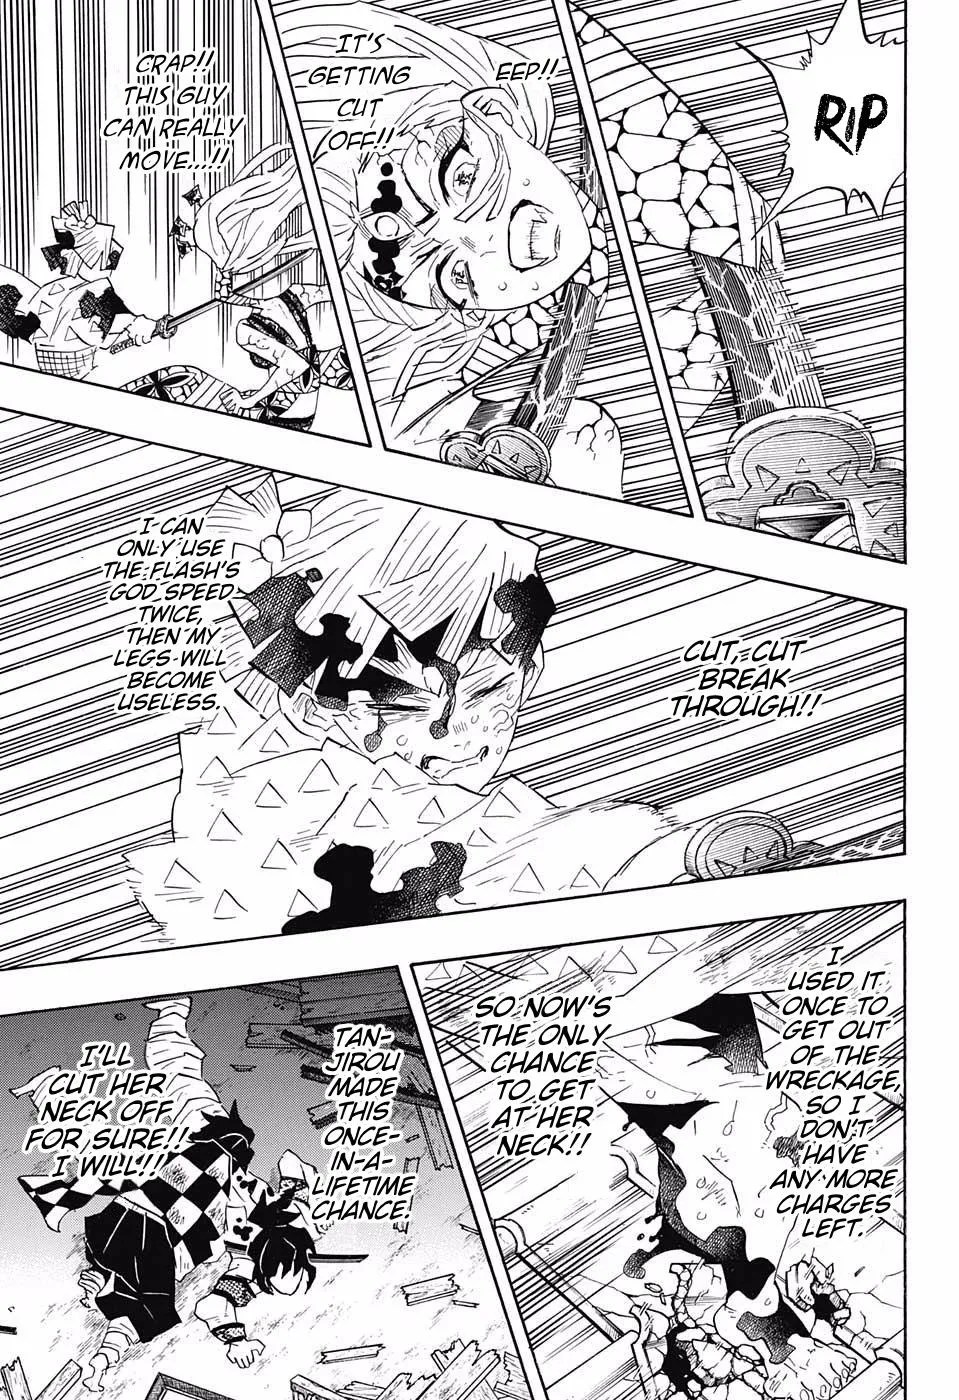 RIP
EEP!!
IT'S
GETTING
CUT
OFF!!
CRAP!!
THIS GUY
CAN REALLY
MOVE...!!
CUT, CUT
BREAK
THROUGH!!
I CAN
ONLY USE
THE FLASH'S
GOD SPEED
TWICE,
THEN MY
LEGS WILL
BECOME
USELESS.
I
USED IT
ONCE TO
GET OUT
OF THE
WRECKAGE,
SO I
DON'T
HAVE
ANY MORE
CHARGES
LEFT.
SO NOW'S
THE ONLY
CHANCE
TO GET
AT HER
NECK!!
TAN-
JIROU
MADE
THIS
ONCE-
IN-A-
LIFETIME
CHANCE.
I'LL
CUT HER
NECK OFF
FOR SURE!!
I WILL!!